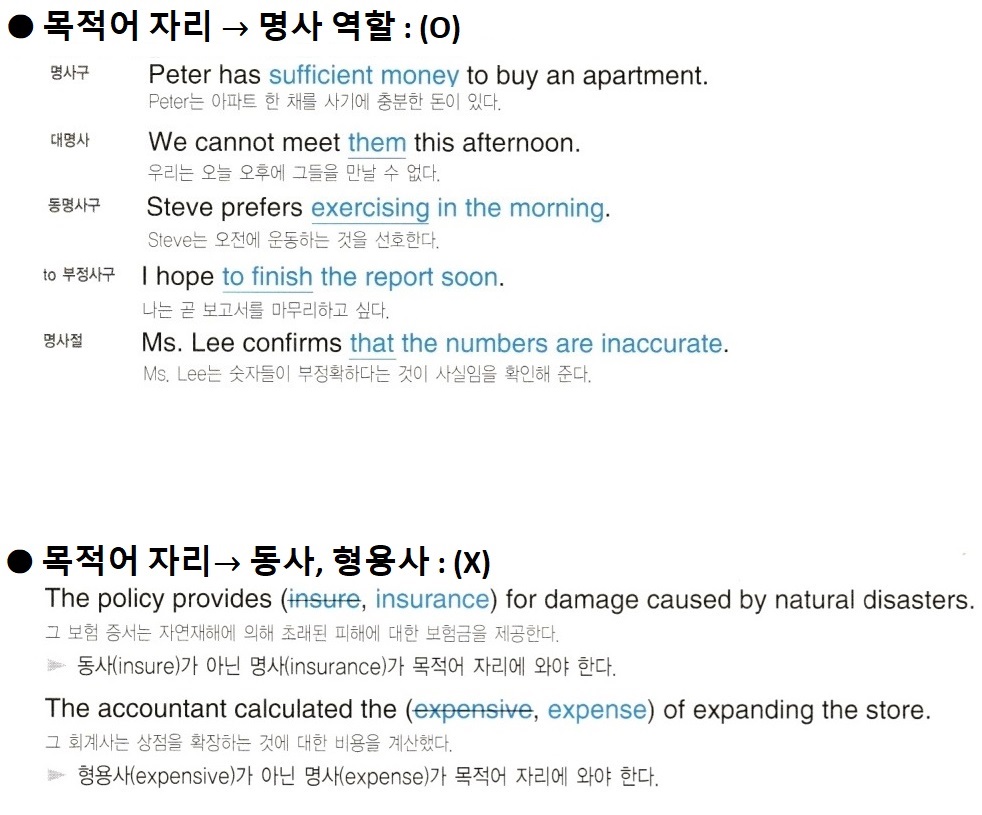 ● 목적어 자리 → 명사 역할 : (O)
명사구 Peter has sufficient money to buy an apartment.
Peter는 아파트 한 채를 사기에 충분한 돈이 있다.
대명사 We cannot meet them this afternoon.
우리는 오늘 오후에 그들을 만날 수 없다.
동명사구 Steve prefers exercising in the morning.
Steve는 오전에 운동하는 것을 선호한다.
to 부정사구 I hope to finish the report soon.
나는 곧 보고서를 마무리하고 싶다.
명사절 Ms. Lee confirms that the numbers are inaccurate.
Ms. Lee는 숫자들이 부정확하다는 것이 사실임을 확인해 준다.
● 목적어 자리→ 동사, 형용사 : (X)
The policy provides (insure, insurance) for damage caused by natural disasters.
그 보험 증서는 자연재해에 의해 초래된 피해에 대한 보험금을 제공한다.
► 동사(insure)가 아닌 명사(insurance)가 목적어 자리에 와야 한다.
The accountant calculated the (expensive, expense) of expanding the store.
그 회계사는 상점을 확장하는 것에 대한 비용을 계산했다.
► 형용사(expensive)가 아닌 명사(expense)가 목적어 자리에 와야 한다.